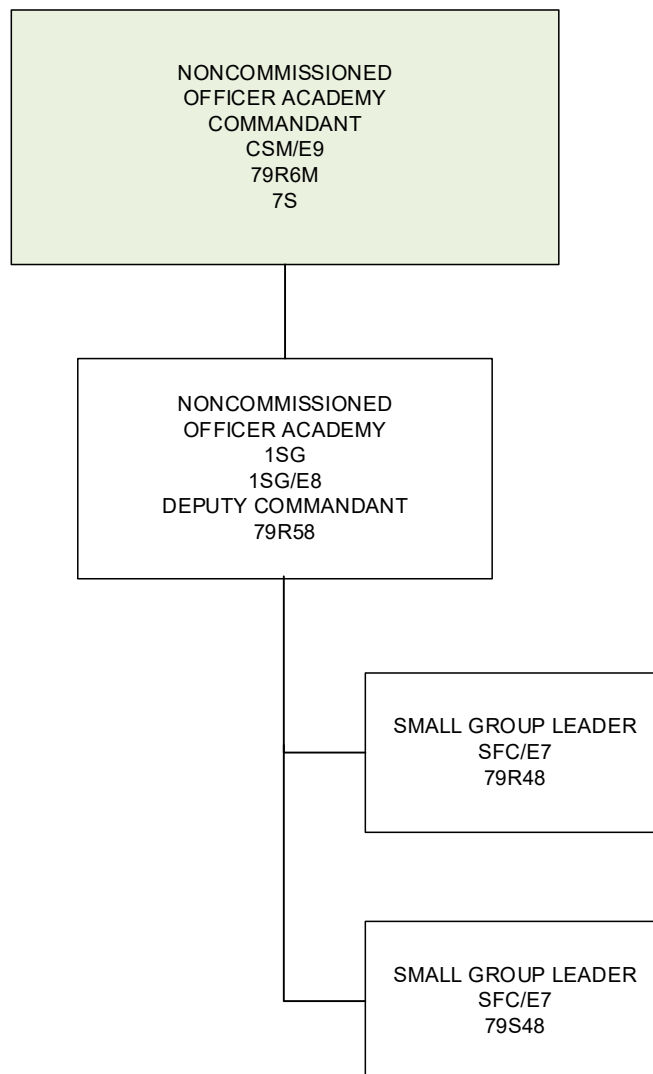 NONCOMMISSIONED
OFFICER ACADEMY
COMMANDANT
CSM/E9
79R6M
7S
NONCOMMISSIONED
OFFICER ACADEMY
1SG
1SG/E8
DEPUTY COMMANDANT
79R58
SMALL GROUP LEADER
SFC/E7
79R48
SMALL GROUP LEADER
SFC/E7
79S48